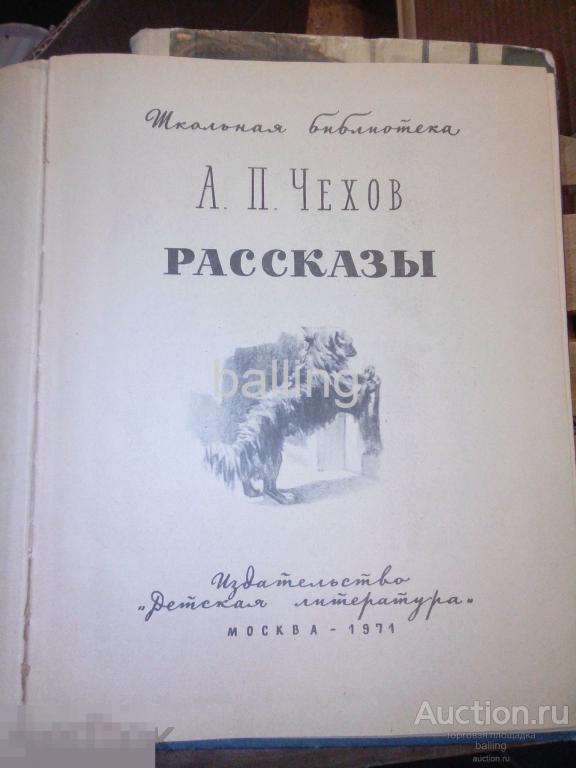 Школьная библиотека
А. П. Чехов
РАССКАЗЫ
balling
Издательство
„Детская литература“
МОСКВА - 1971
Auction.ru
торговая площадка
balling
auction.ru